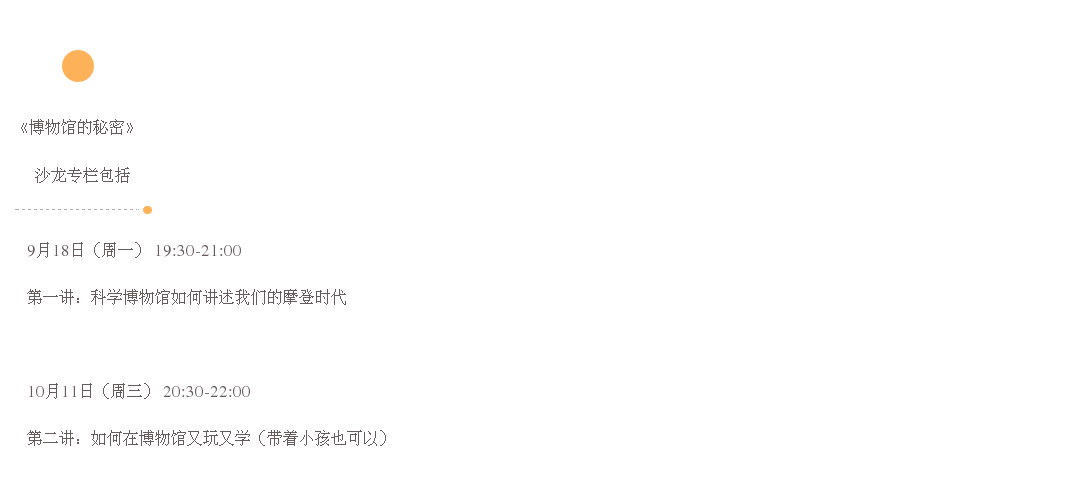 《博物馆的秘密》
沙龙专栏包括
9月18日（周一） 19:30-21:00
第一讲：科学博物馆如何讲述我们的摩登时代
10月11日（周三） 20:30-22:00
第二讲：如何在博物馆又玩又学（带着小孩也可以）